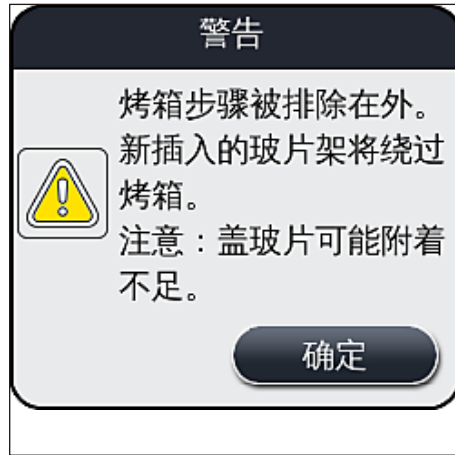 警告
烤箱步骤被排除在外。
新插入的玻片架将绕过
烤箱。
注意：盖玻片可能附着
不足。
确定